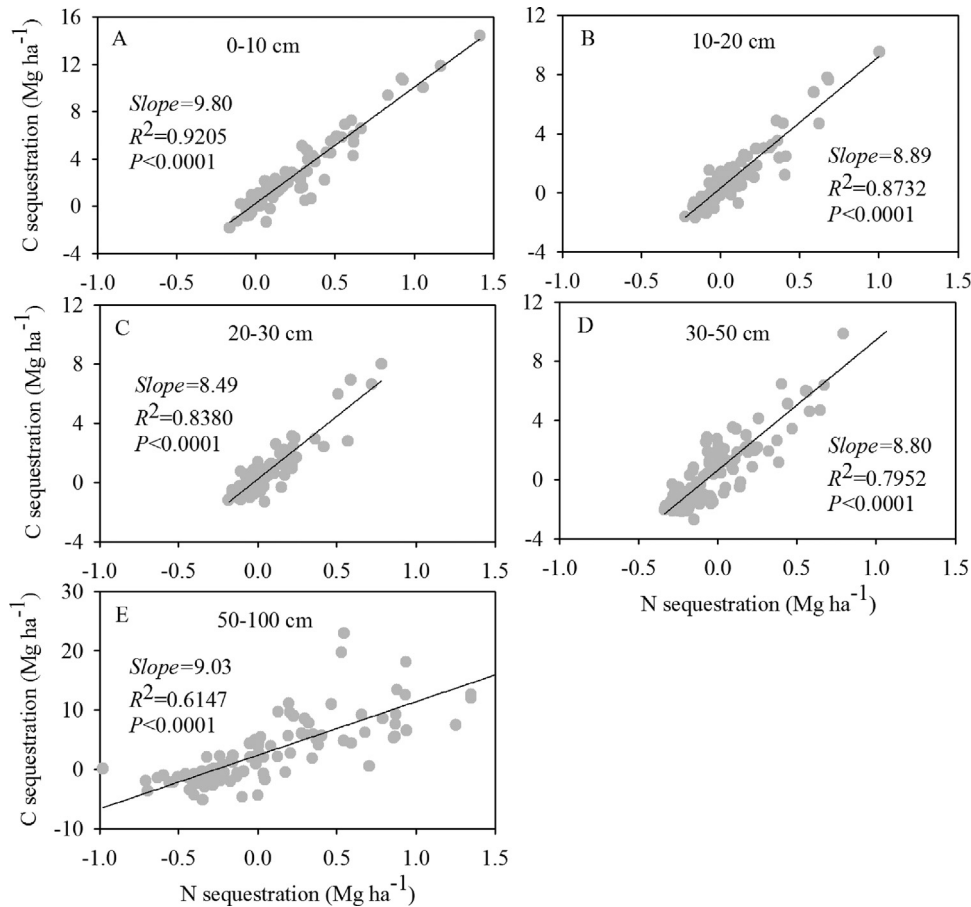 C sequestration (Mg ha-1)
16
12
8
4
0
-4
A
0-10 cm
Slope=9.80
R2=0.9205
P<0.0001
-1.0 -0.5 0.0 0.5 1.0 1.5
12
8
4
0
-4
B
10-20 cm
Slope=8.89
R2=0.8732
P<0.0001
-1.0 -0.5 0.0 0.5 1.0 1.5
C sequestration (Mg ha-1)
12
8
4
0
-4
C
20-30 cm
Slope=8.49
R2=0.8380
P<0.0001
-1.0 -0.5 0.0 0.5 1.0 1.5
12
8
4
0
-4
D
30-50 cm
Slope=8.80
R2=0.7952
P<0.0001
-1.0 -0.5 0.0 0.5 1.0 1.5
N sequestration (Mg ha-1)
C sequestration (Mg ha-1)
30
20
10
0
-10
E
50-100 cm
Slope=9.03
R2=0.6147
P<0.0001
-1.0 -0.5 0.0 0.5 1.0 1.5
N sequestration (Mg ha-1)